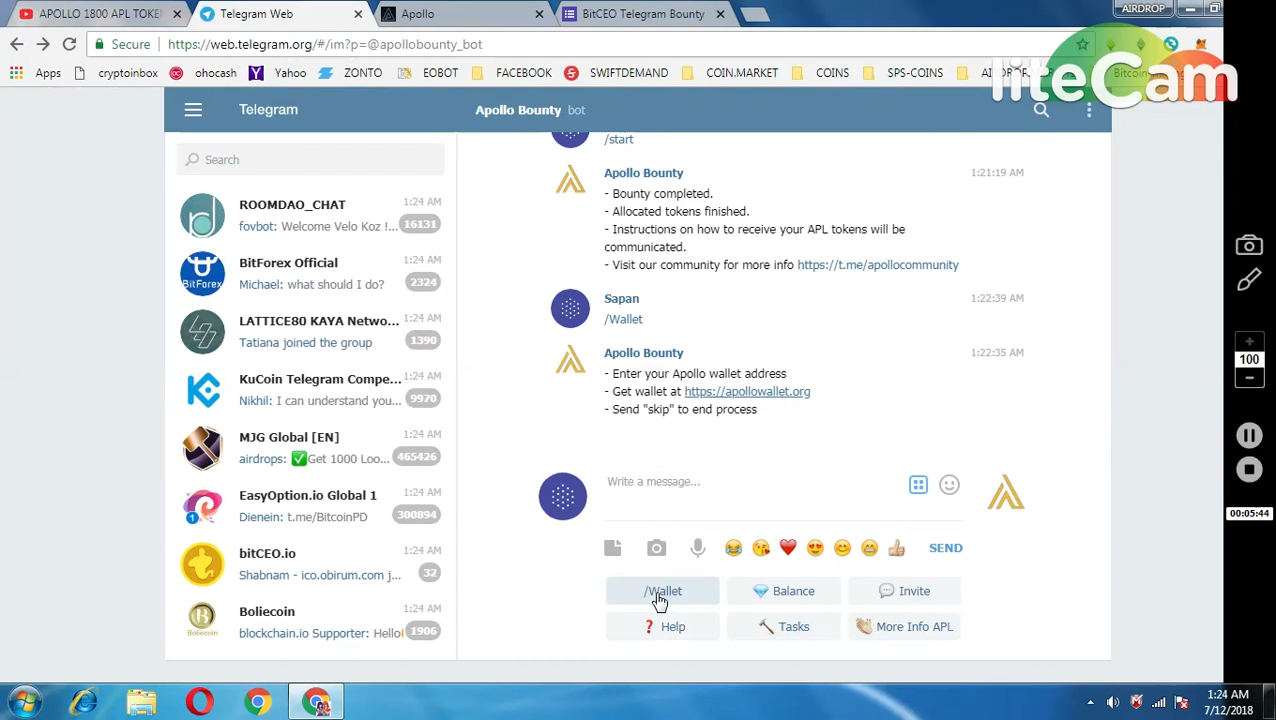 APOLLO 1800 APL TOKEN
Telegram Web
Apollo
BitCEO Telegram Bounty
AIRDROP
Secure
https://web.telegram.org/#/im?p=@apollobounty_bot
Apps
cryptoinbox
ohocash
Yahoo
EOBOT
FACEBOOK
SWIFTDEMAND
COIN.MARKET
COINS
SPS-COINS
liteCam
Telegram
Apollo Bounty bot
Search
/start
Apollo Bounty
1:21:19 AM
- Bounty completed.
- Allocated tokens finished.
- Instructions on how to receive your APL tokens will be
communicated.
- Visit our community for more info https://t.me/apollocommunity
Sapan
1:22:39 AM
/Wallet
Apollo Bounty
1:22:35 AM
- Enter your Apollo wallet address
- Get wallet at https://apollowallet.org
- Send "skip" to end process
ROOMDAO_CHAT
1:24 AM
fovbot: Welcome Velo Koz !...
16131
BitForex Official
1:24 AM
Michael: what should I do?
2324
LATTICE80 KAYA Netwo...
1:24 AM
Tatiana joined the group
1390
KuCoin Telegram Compe...
1:24 AM
Nikhil: I can understand you...
9970
MJG Global [EN]
1:24 AM
airdrops: ✅Get 1000 Loo...
465426
EasyOption.io Global 1
1:24 AM
Dienein: t.me/BitcoinPD
300894
bitCEO.io
1:24 AM
Shabnam - ico.obirum.com j...
32
Boliecoin
1:24 AM
blockchain.io Supporter: Hello
1906
Write a message...
SEND
/Wallet
Balance
Invite
Help
Tasks
More Info APL
100
00:05:44
1:24 AM
7/12/2018